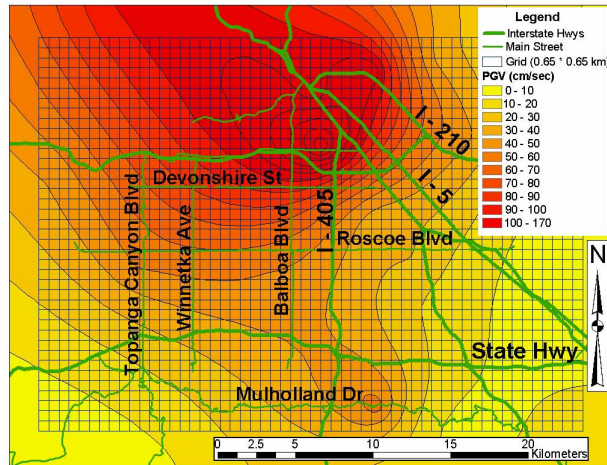 Legend
Interstate Hwys
Main Street
Grid (0.65 * 0.65 km)
PGV (cm/sec)
0 - 10
10 - 20
20 - 30
30 - 40
40 - 50
50 - 60
60 - 70
70 - 80
80 - 90
90 - 100
100 - 170
I - 210
I - 5
I - 405
Devonshire St
Topanga Canyon Blvd
Winnetka Ave
Balboa Blvd
Roscoe Blvd
N
State Hwy
Mulholland Dr
0 2.5 5 10 15 20
Kilometers